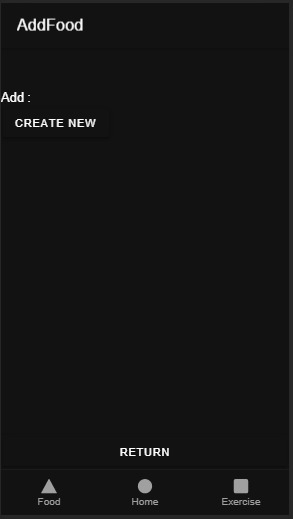 AddFood
Add :
CREATE NEW
RETURN
Food Home Exercise